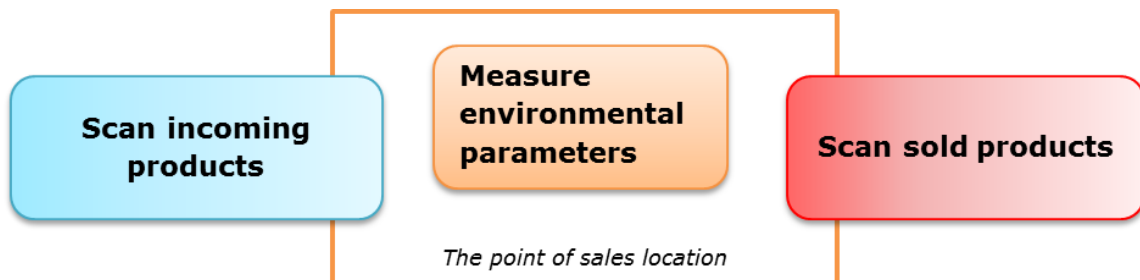 Scan incoming
products
Measure
environmental
parameters
Scan sold products
The point of sales location